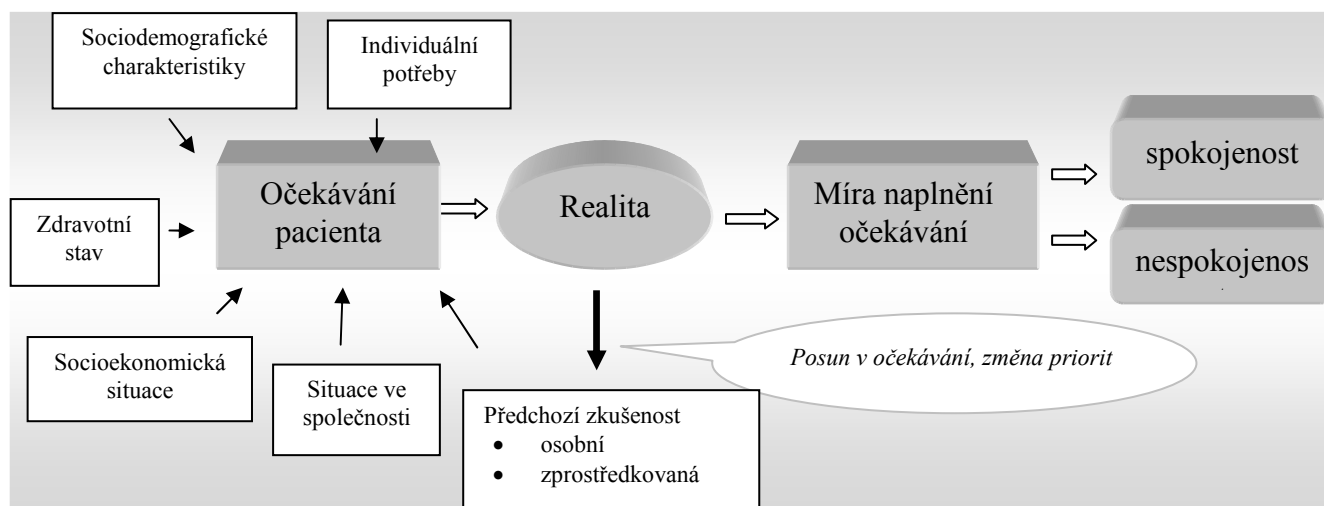 Sociodemografické
charakteristiky
Individuální
potřeby
Očekávání
pacienta
Realita
Míra naplnění
očekávání
spokojenost
nespokojenos
Zdravotní
stav
Socioekonomická
situace
Situace ve
společnosti
Předchozí zkušenost
• osobní
• zprostředkovaná
Posun v očekávání, změna priorit